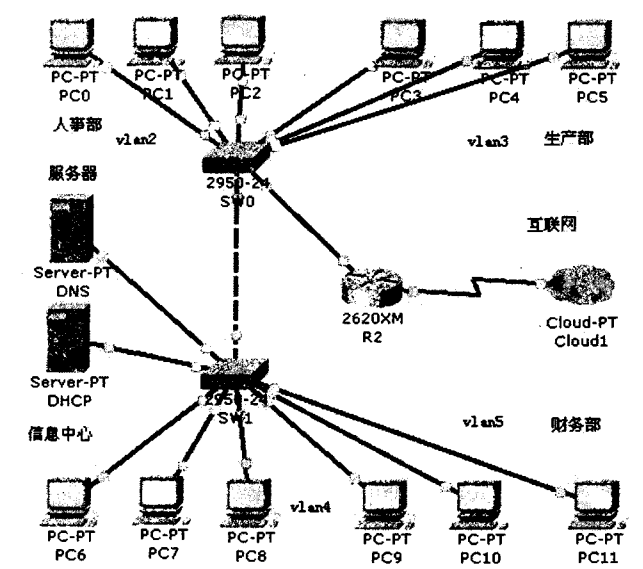 PC-PT PC-PT PC-PT PC-PT PC-PT PC-PT
PC0 PC1 PC2 PC3 PC4 PC5
人事部 vlan2 vlan3 生产部
服务器
2950-24
SW0
互联网
Server-PT
DNS
2620XM
R2
Cloud-PT
Cloud1
Server-PT
DHCP
2950-24
SW1
信息中心 vlan5 财务部
vlan4
PC-PT PC-PT PC-PT PC-PT PC-PT PC-PT
PC6 PC7 PC8 PC9 PC10 PC11